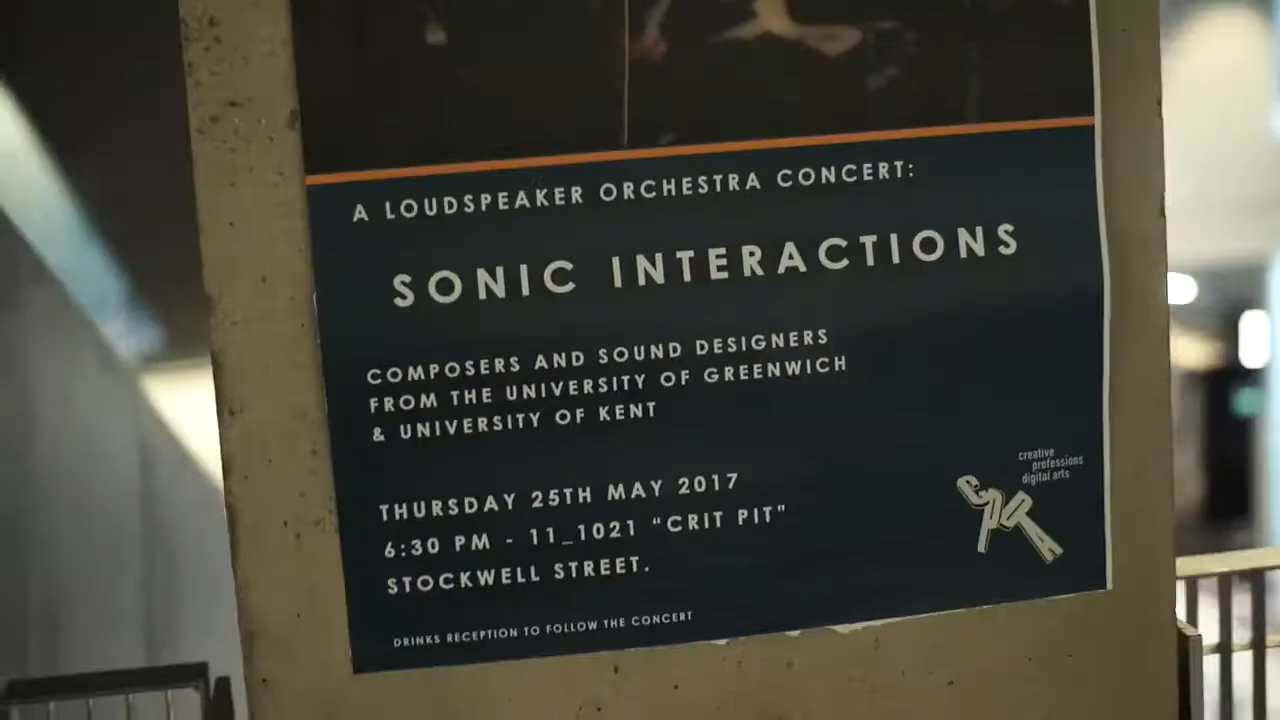 A LOUDSPEAKER ORCHESTRA CONCERT:
SONIC INTERACTIONS
COMPOSERS AND SOUND DESIGNERS
FROM THE UNIVERSITY OF GREENWICH
& UNIVERSITY OF KENT
THURSDAY 25TH MAY 2017
6:30 PM - 11_1021 "CRIT PIT"
STOCKWELL STREET.
DRINKS RECEPTION TO FOLLOW THE CONCERT
creative
professions
digital arts
CPDA